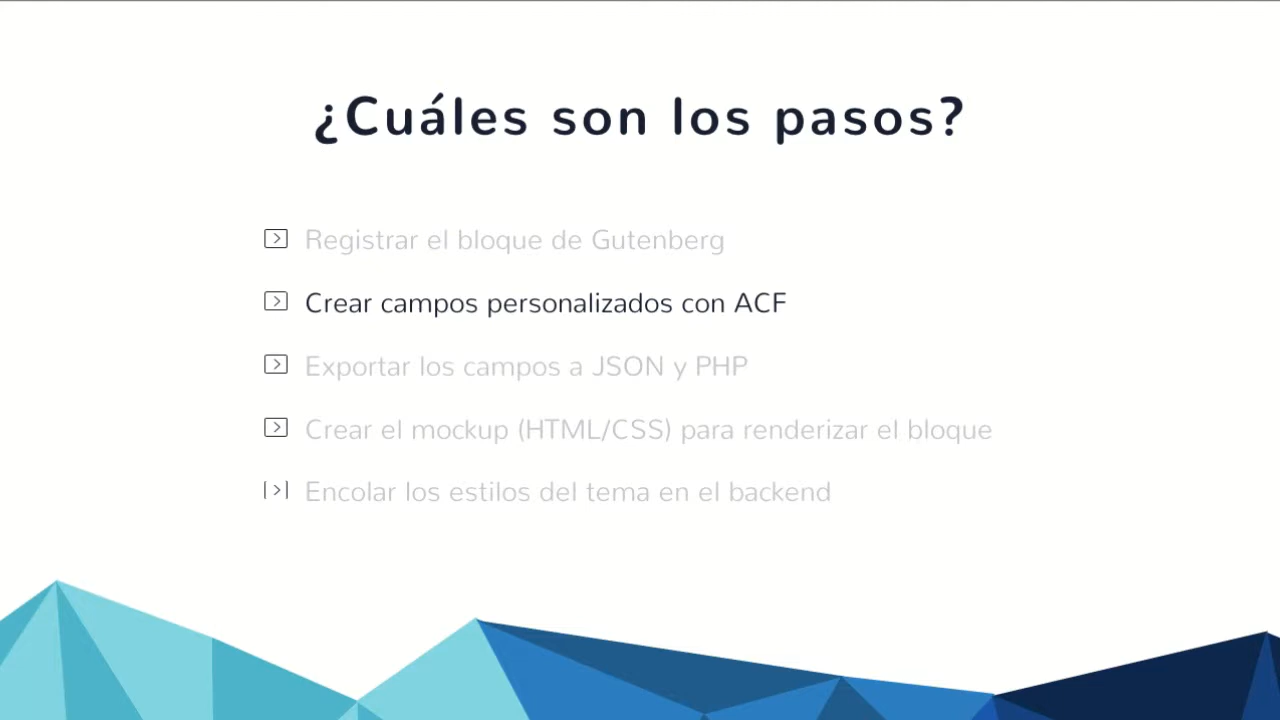 ¿Cuáles son los pasos?
Registrar el bloque de Gutenberg
Crear campos personalizados con ACF
Exportar los campos a JSON y PHP
Crear el mockup (HTML/CSS) para renderizar el bloque
Encolar los estilos del tema en el backend